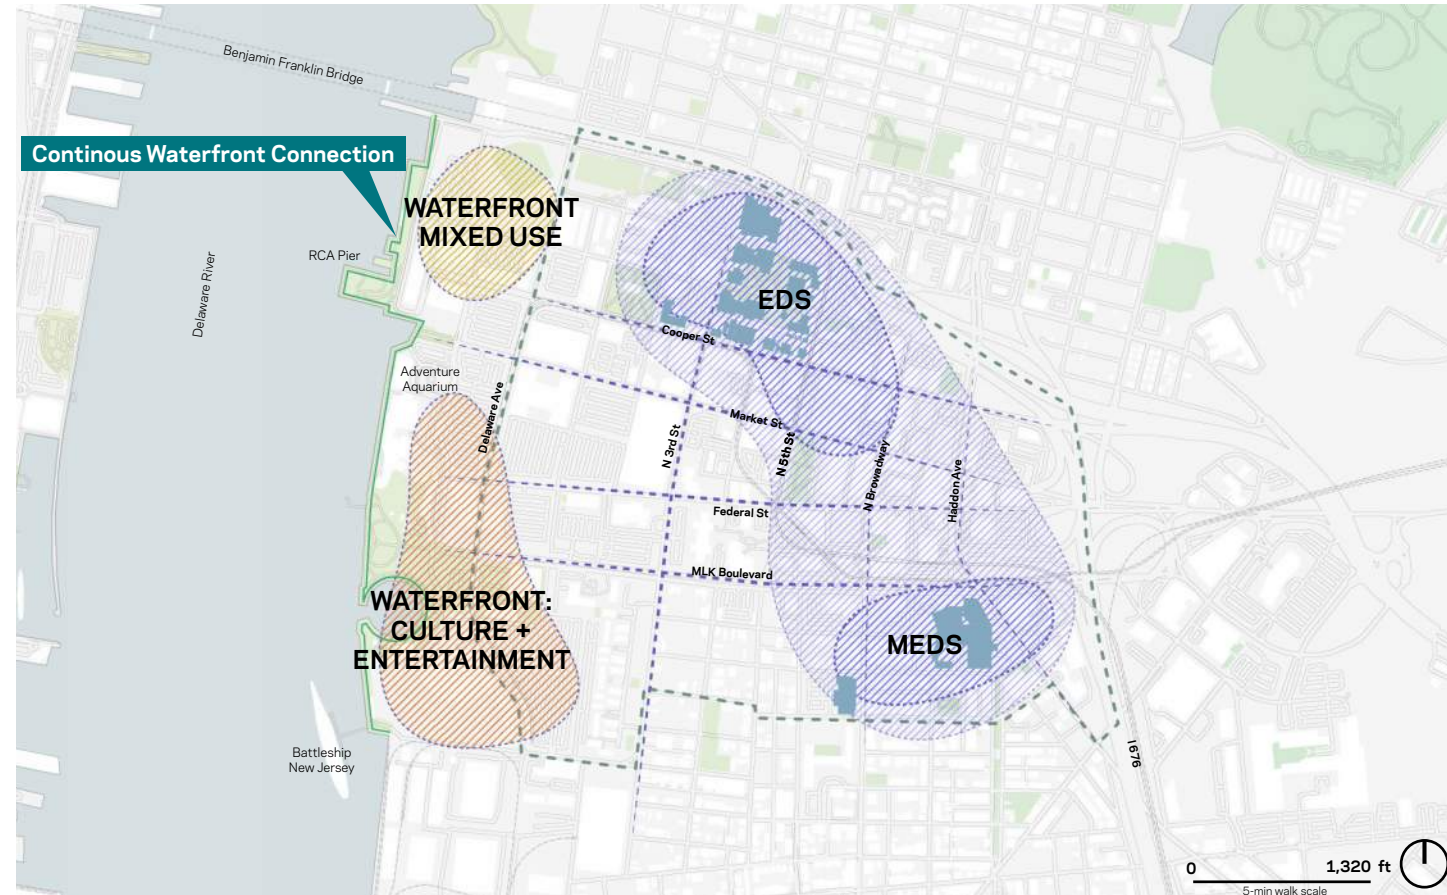 Benjamin Franklin Bridge
Continous Waterfront Connection
WATERFRONT
MIXED USE
RCA Pier
Delaware River
EDS
Cooper St
Adventure
Aquarium
Delaware Ave
Market St
N 3rd St
N 5th St
N Browadway
Haddon Ave
Federal St
MLK Boulevard
WATERFRONT:
CULTURE +
ENTERTAINMENT
MEDS
Battleship
New Jersey
I 676
0
1,320 ft
5-min walk scale